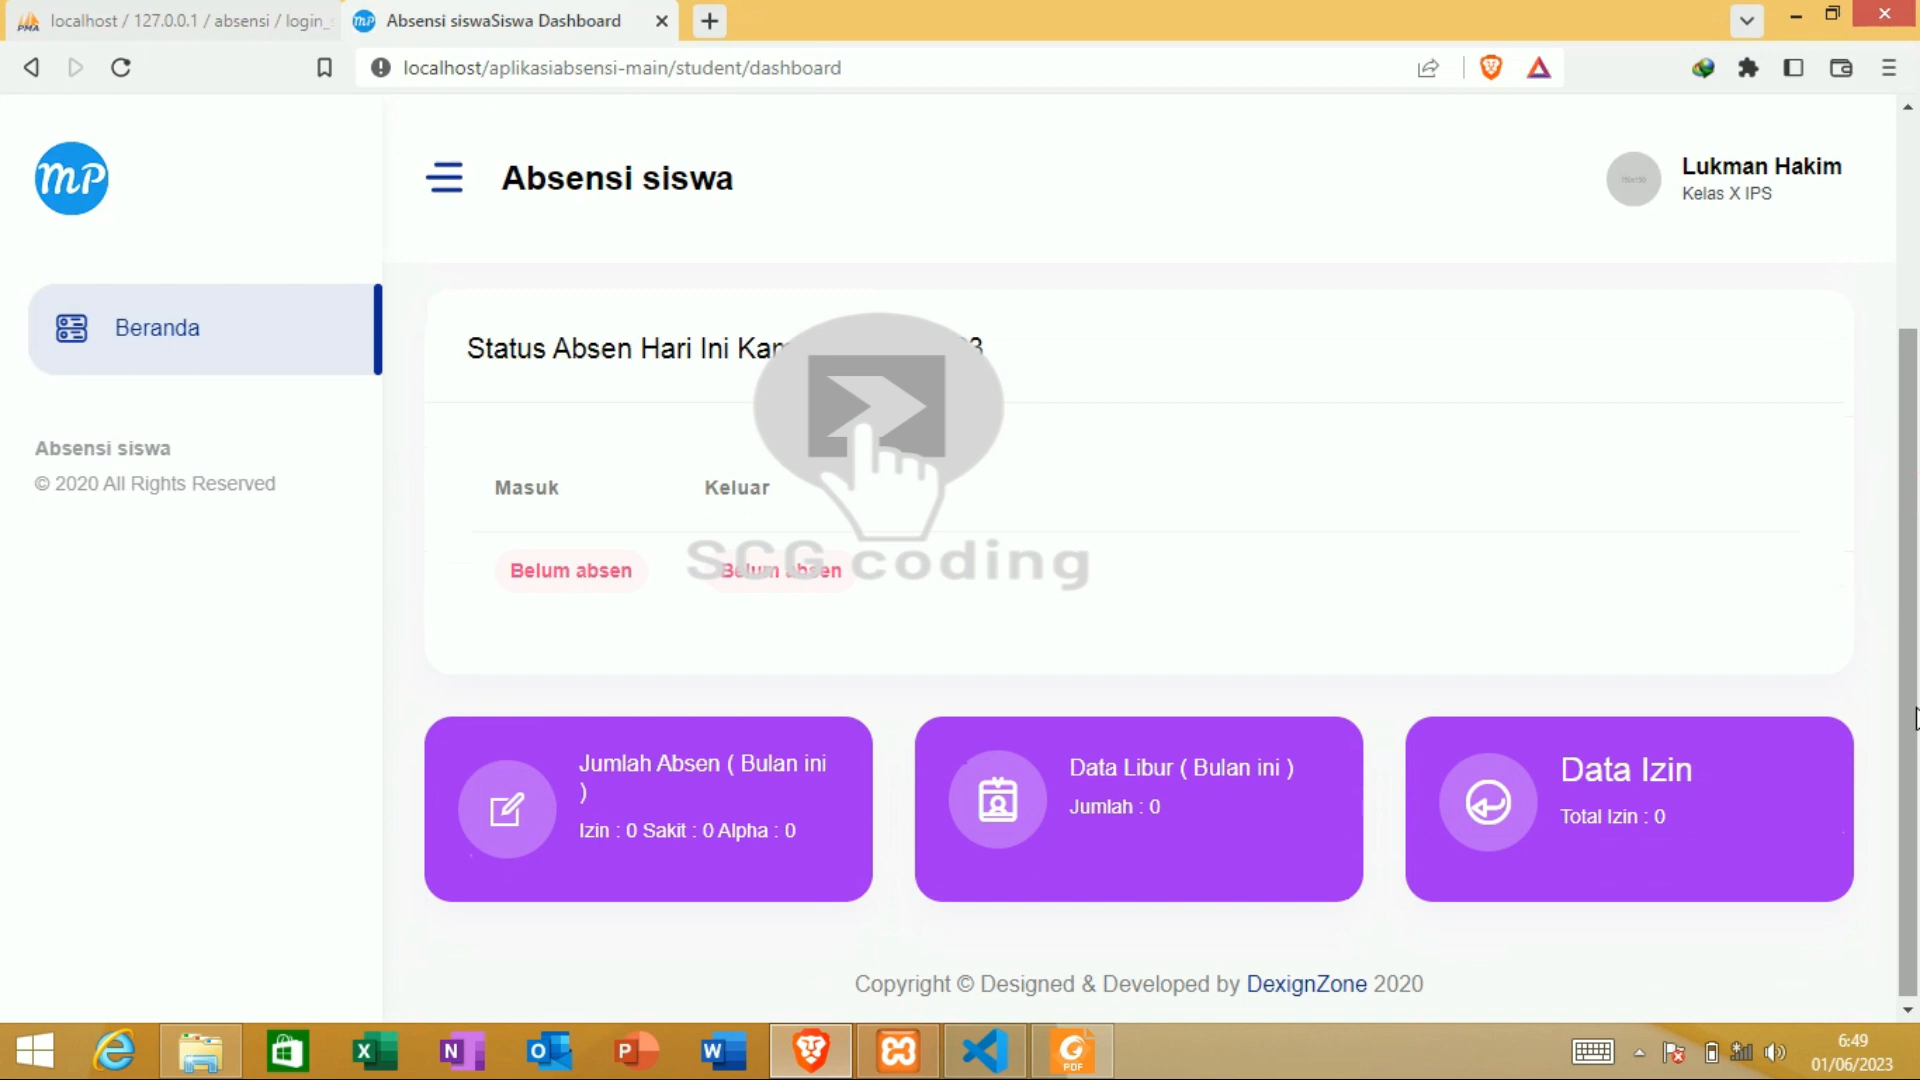 localhost / 127.0.0.1 / absensi / login_
Absensi siswaSiswa Dashboard
localhost/aplikasiabsensi-main/student/dashboard
mP
Absensi siswa
Lukman Hakim
Kelas X IPS
Beranda
Absensi siswa
© 2020 All Rights Reserved
Status Absen Hari Ini
Masuk Keluar
Belum absen Belum absen
SCG coding
Jumlah Absen ( Bulan ini
)
Izin : 0 Sakit : 0 Alpha : 0
Data Libur ( Bulan ini )
Jumlah : 0
Data Izin
Total Izin : 0
Copyright © Designed & Developed by DexignZone 2020
6:49
01/06/2023